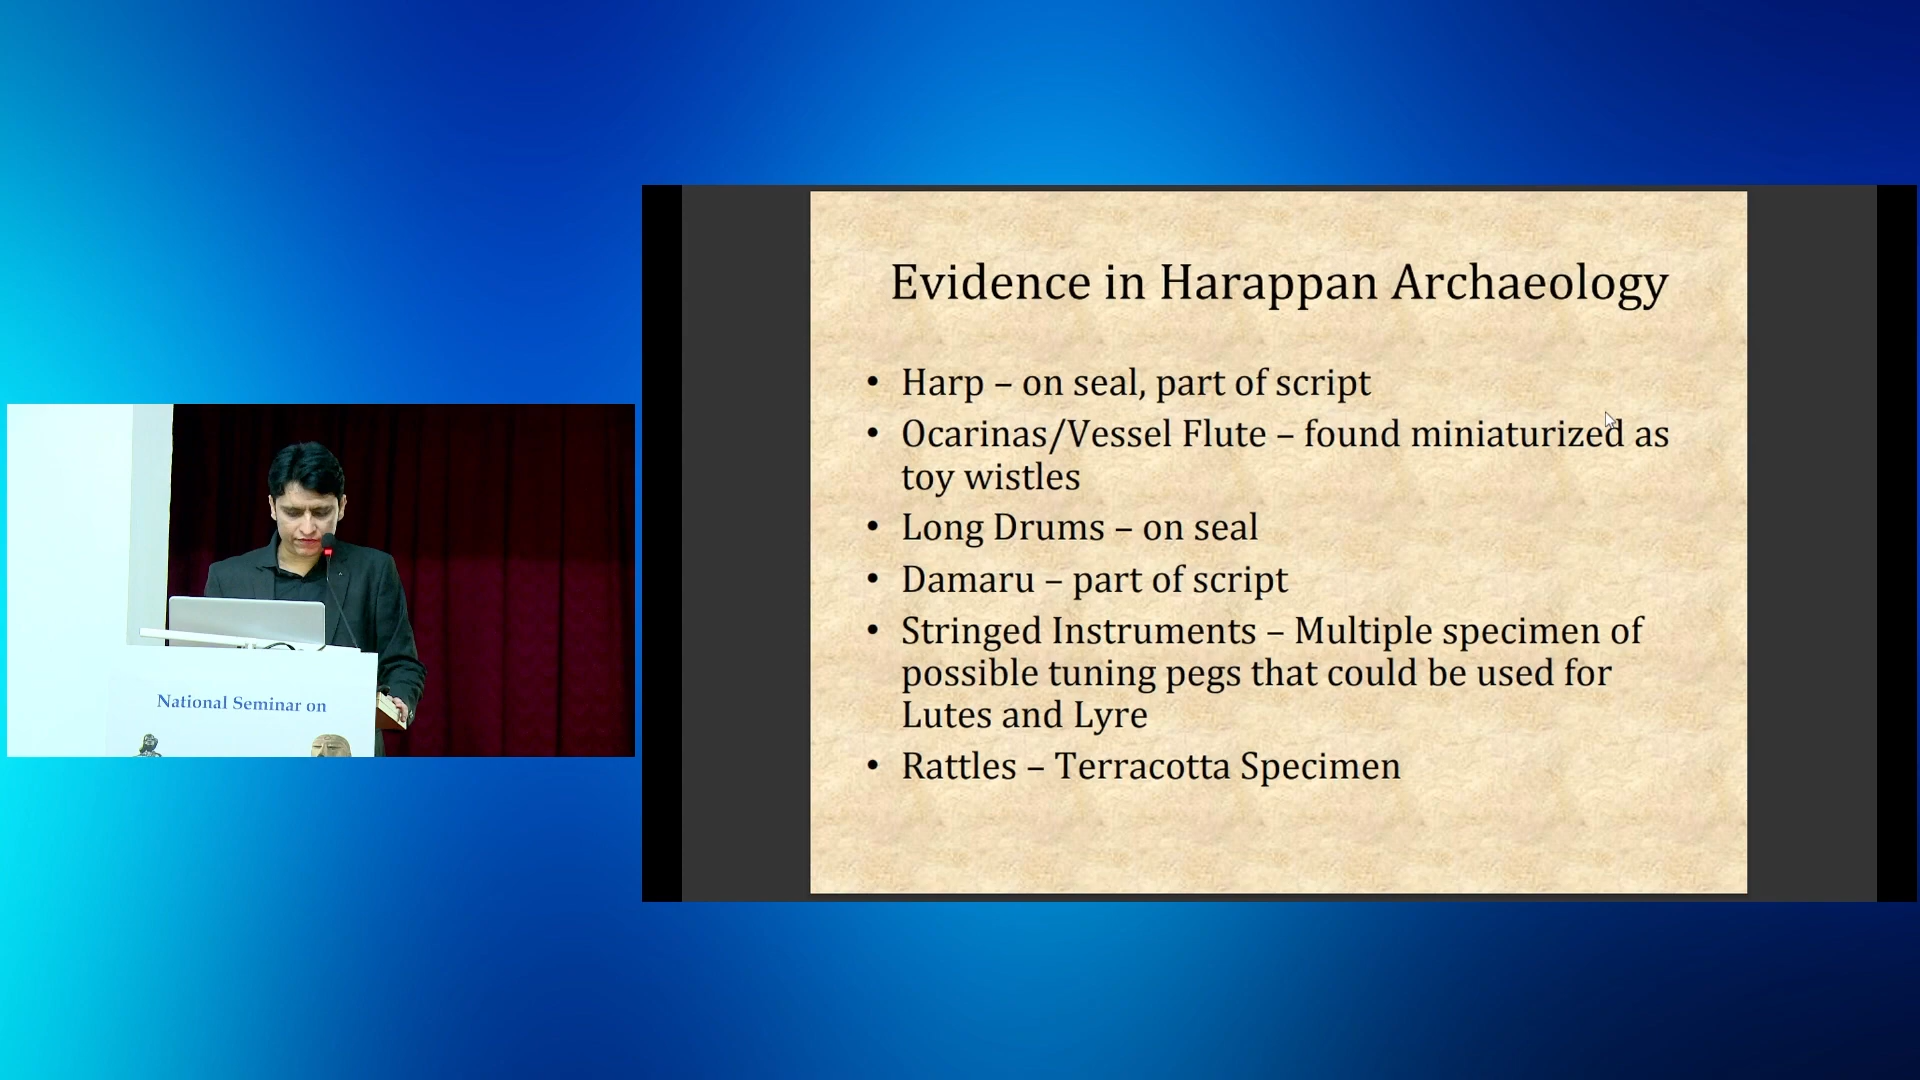 Evidence in Harappan Archaeology
• Harp – on seal, part of script
• Ocarinas/Vessel Flute – found miniaturized as
toy wistles
• Long Drums – on seal
• Damaru – part of script
• Stringed Instruments – Multiple specimen of
possible tuning pegs that could be used for
Lutes and Lyre
• Rattles – Terracotta Specimen
National Seminar on